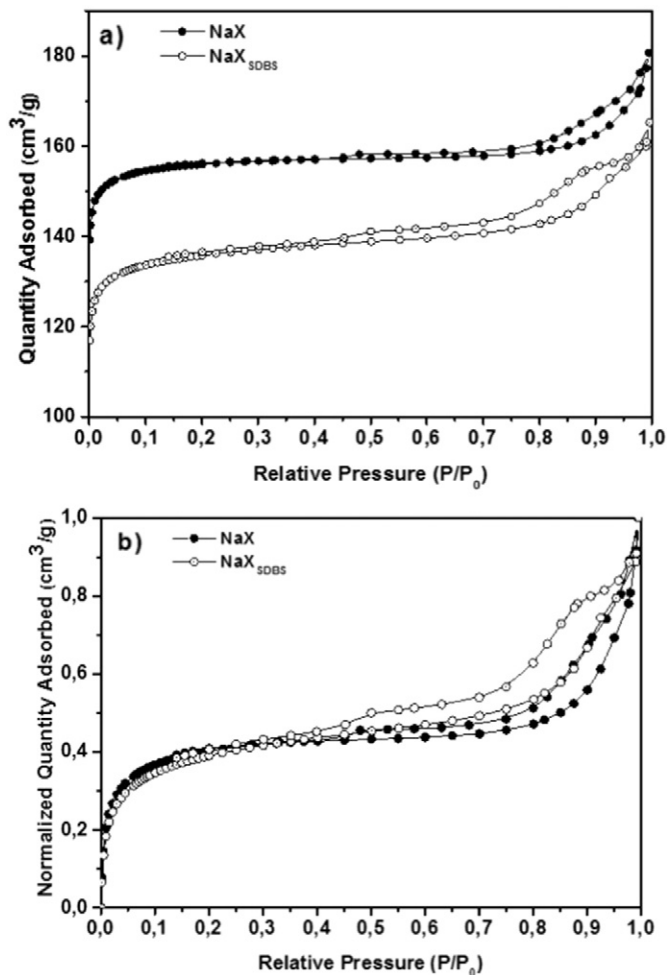 a)
NaX
NaX SDBS
Quantity Adsorbed (cm³/g)
180
160
140
120
100
0,0 0,1 0,2 0,3 0,4 0,5 0,6 0,7 0,8 0,9 1,0
Relative Pressure (P/P₀)
b)
NaX
NaX SDBS
Normalized Quantity Adsorbed (cm³/g)
1,0
0,8
0,6
0,4
0,2
0,0
0,0 0,1 0,2 0,3 0,4 0,5 0,6 0,7 0,8 0,9 1,0
Relative Pressure (P/P₀)